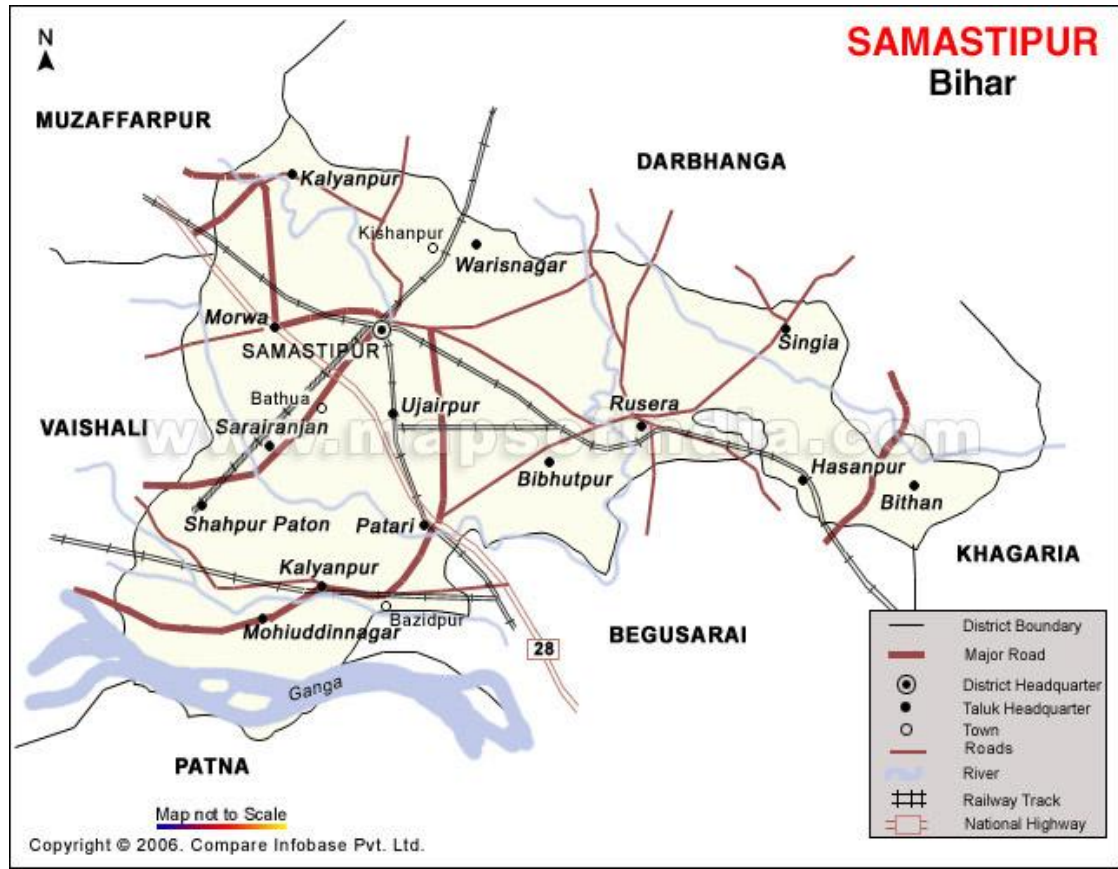 SAMASTIPUR
Bihar
N
MUZAFFARPUR
DARBHANGA
Kalyanpur
Kishanpur
Warisnagar
Morwa
SAMASTIPUR
Singia
Bathua
Ujairpur
Rusera
VAISHALI
www.mapsofindia.com
Sarairanjan
Bibhutpur
Hasanpur
Bithan
Shahpur Paton
Patari
KHAGARIA
Kalyanpur
Bazidpur
Mohiuddinnagar
BEGUSARAI
28
Ganga
PATNA
District Boundary
Major Road
District Headquarter
Taluk Headquarter
Town
Roads
River
Railway Track
National Highway
Map not to Scale
Copyright © 2006. Compare Infobase Pvt. Ltd.